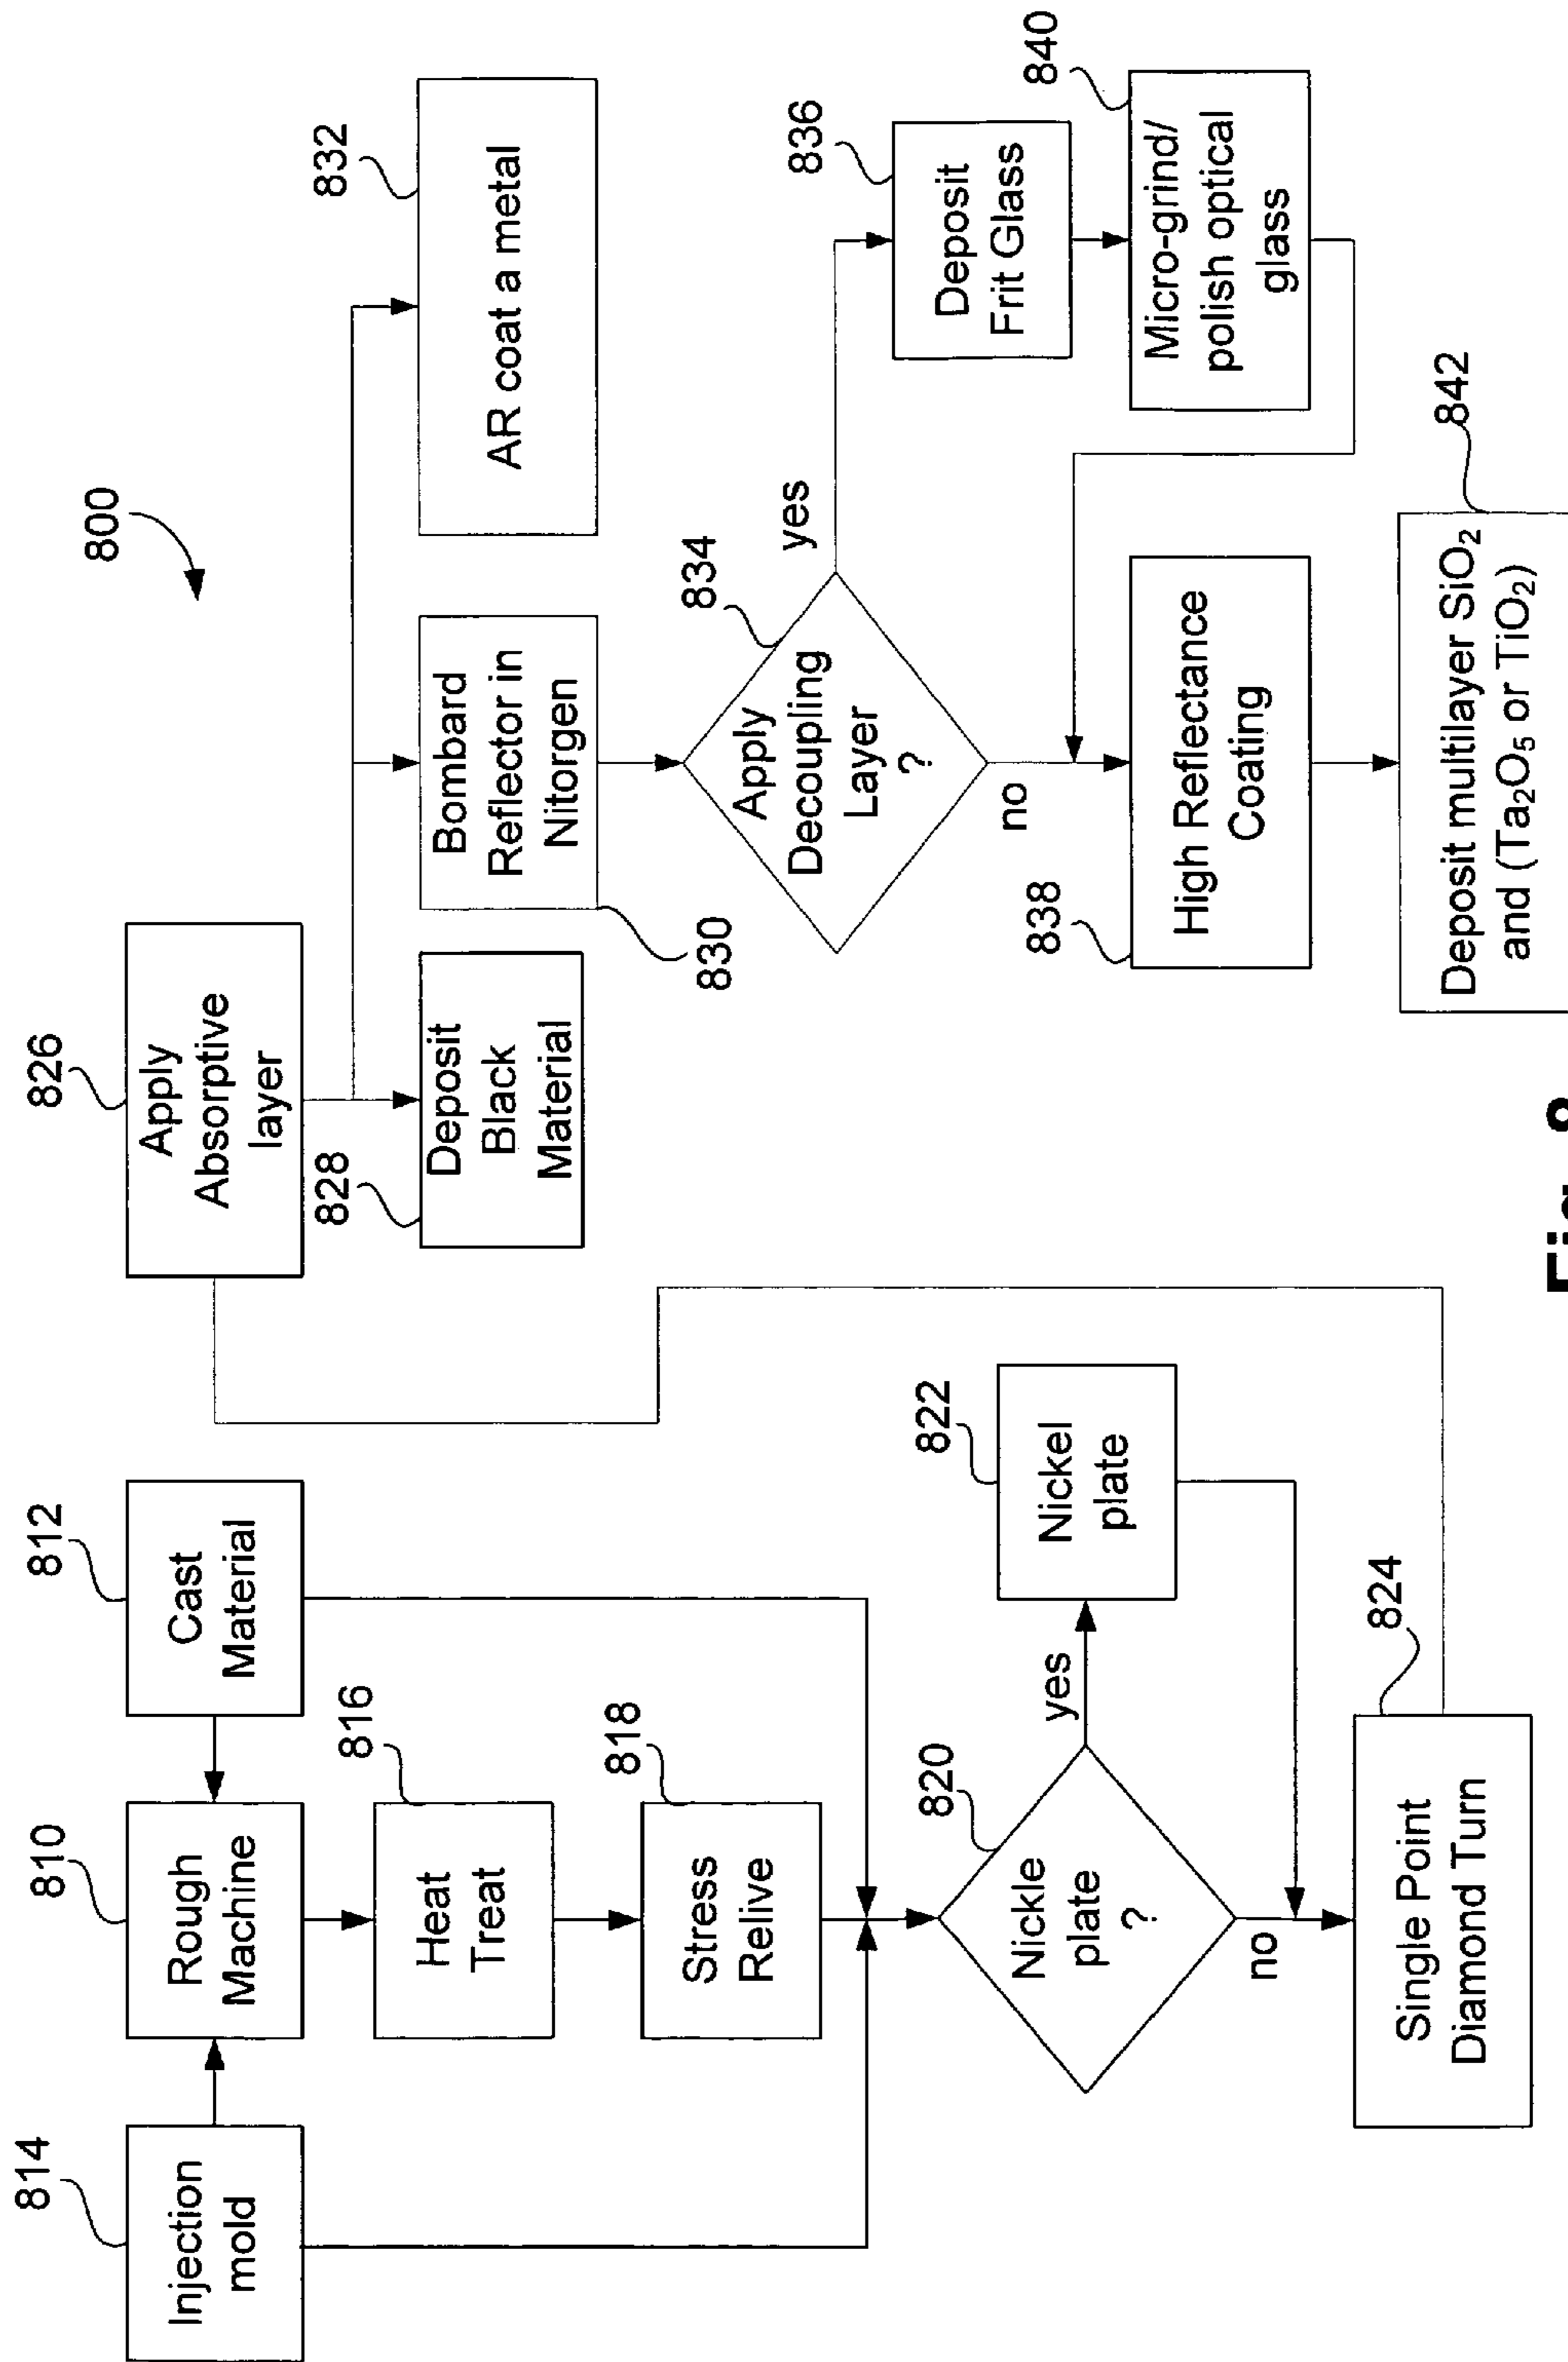 800
814
Injection
mold
810
Rough
Machine
812
Cast
Material
816
Heat
Treat
818
Stress
Relive
820
Nickle
plate
?
yes
no
822
Nickel
plate
824
Single Point
Diamond Turn
826
Apply
Absorptive
layer
828
Deposit
Black
Material
830
Bombard
Reflector in
Nitorgen
832
AR coat a metal
834
Apply
Decoupling
Layer
?
yes
no
836
Deposit
Frit Glass
840
Micro-grind/
polish optical
glass
838
High Reflectance
Coating
842
Deposit multilayer SiO₂
and (Ta₂O₅ or TiO₂)
Fig. 8